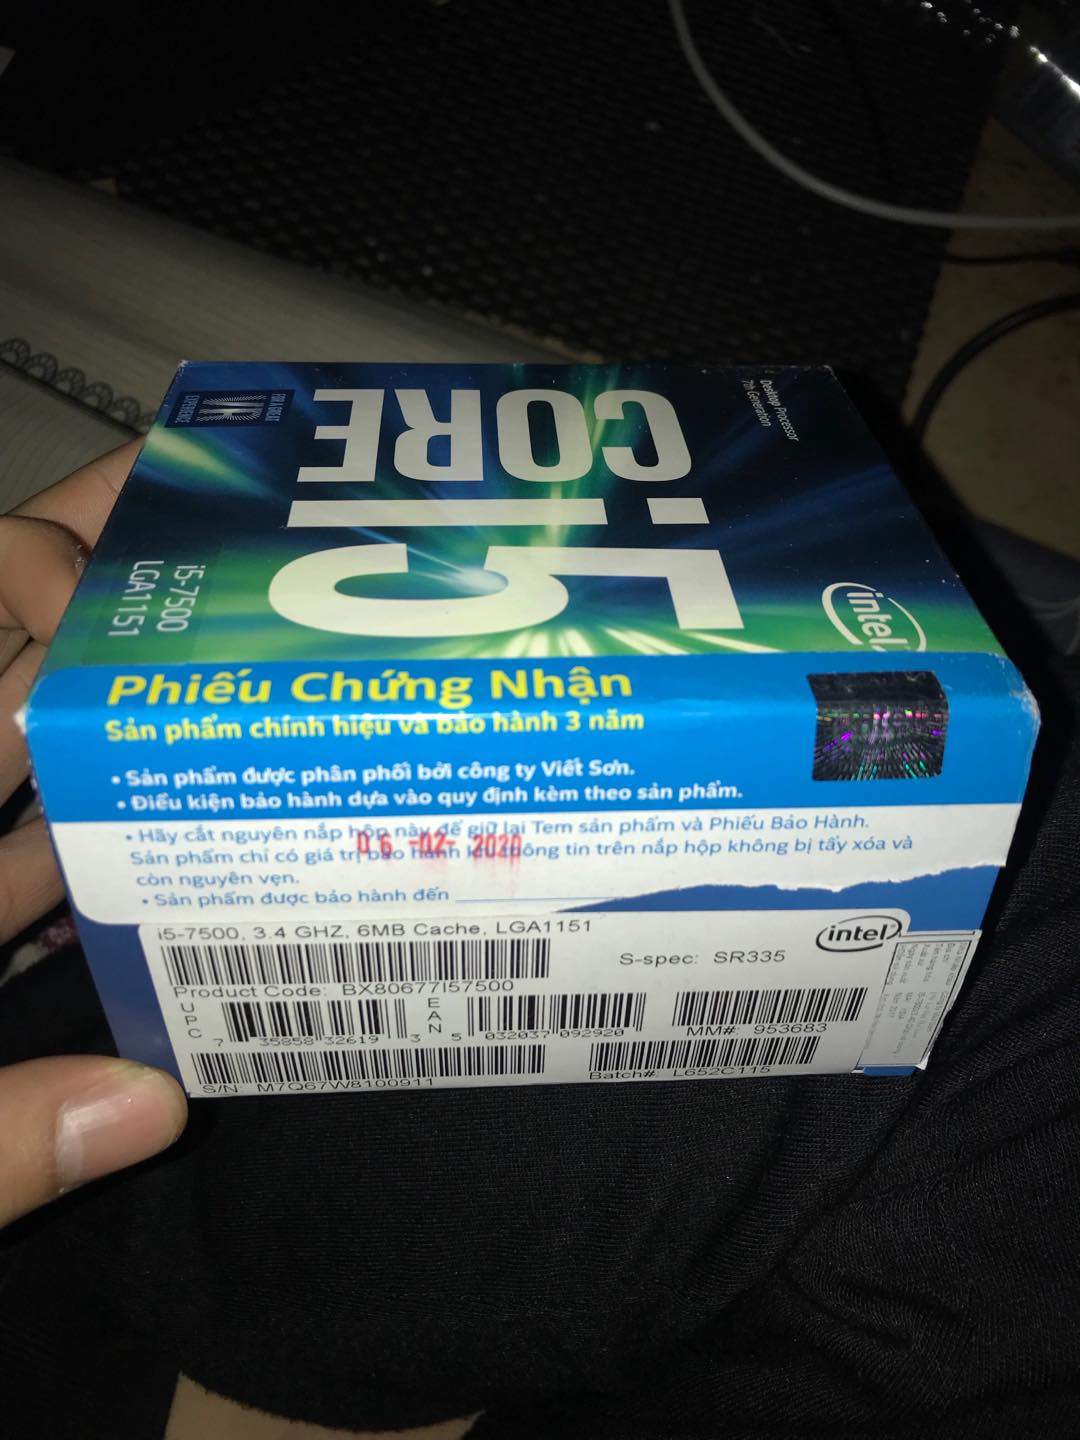 Desktop Processor
7th Generation
CORE
i5
intel
FOR A GREAT
EXPERIENCE
i5-7500
LGA1151
Phiếu Chứng Nhận
Sản phẩm chính hiệu và bảo hành 3 năm
• Sản phẩm được phân phối bởi công ty Viết Sơn.
• Điều kiện bảo hành dựa vào quy định kèm theo sản phẩm.
• Hãy cắt nguyên nắp hộp này để giữ lại Tem sản phẩm và Phiếu Bảo Hành.
Sản phẩm chỉ có giá trị bảo hành khi thông tin trên nắp hộp không bị tẩy xóa và
còn nguyên vẹn.
06 -02- 2020
• Sản phẩm được bảo hành đến
i5-7500, 3.4 GHZ, 6MB Cache, LGA1151
intel
S-spec: SR335
Product Code: BX80677I57500
UPC
7 35858 32619 3
EAN
5 032037 092920
MM#: 953683
S/N: M7Q67W8100911
Batch# L652C115